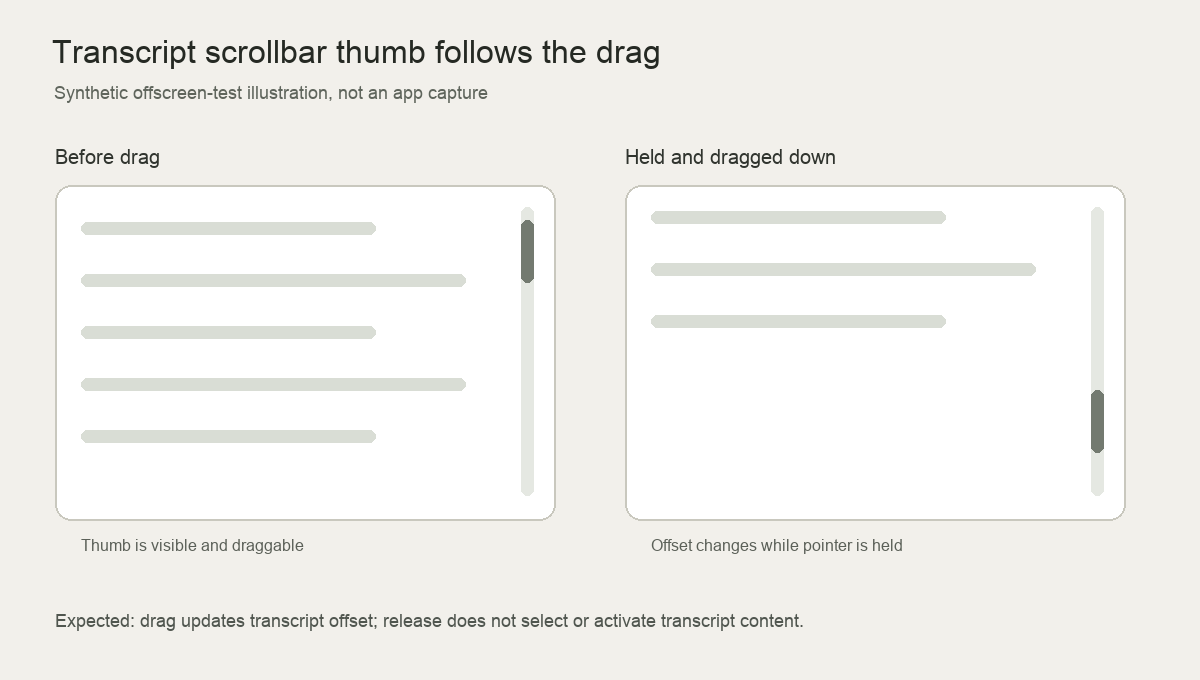 Transcript scrollbar thumb follows the drag
Synthetic offscreen-test illustration, not an app capture
Before drag
Held and dragged down
Thumb is visible and draggable
Offset changes while pointer is held
Expected: drag updates transcript offset; release does not select or activate transcript content.